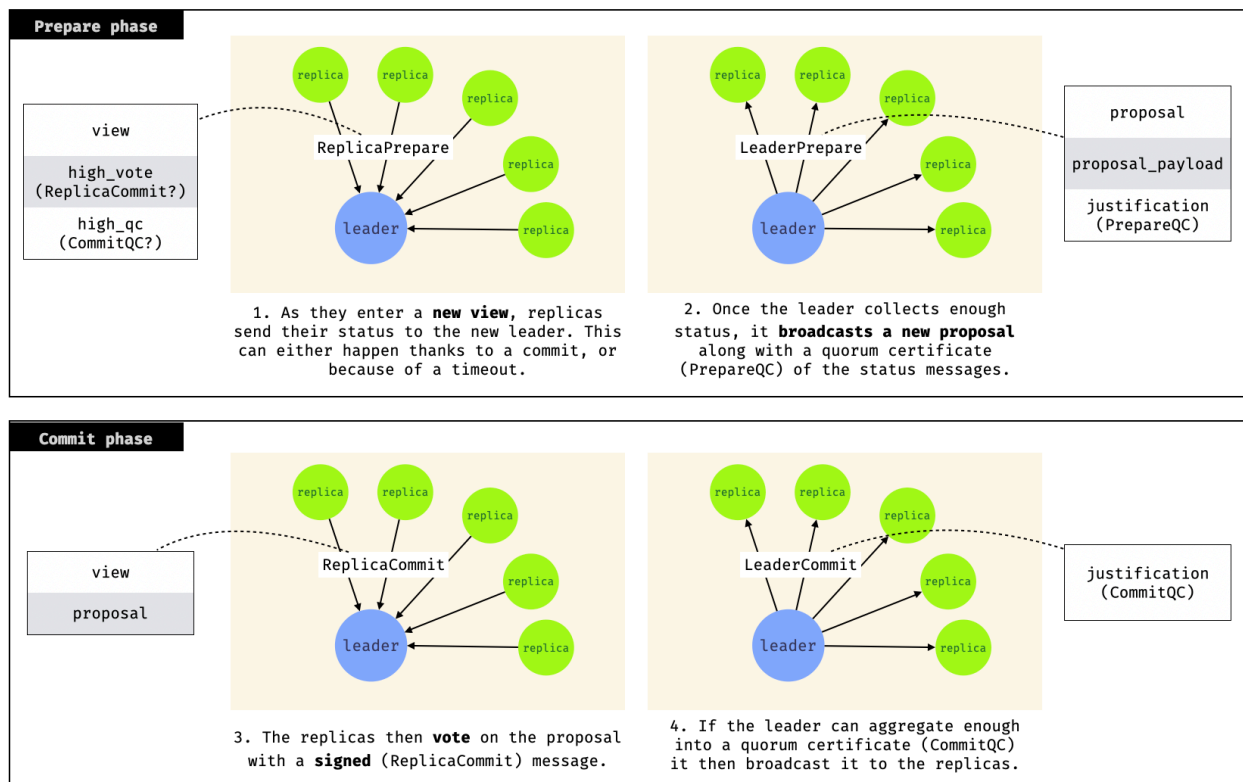 Prepare phase
replica
replica
replica
replica
replica
ReplicaPrepare
leader
view
high_vote
(ReplicaCommit?)
high_qc
(CommitQC?)
1. As they enter a new view, replicas
send their status to the new leader. This
can either happen thanks to a commit, or
because of a timeout.
replica
replica
replica
replica
replica
LeaderPrepare
leader
proposal
proposal_payload
justification
(PrepareQC)
2. Once the leader collects enough
status, it broadcasts a new proposal
along with a quorum certificate
(PrepareQC) of the status messages.
Commit phase
replica
replica
replica
replica
replica
ReplicaCommit
leader
view
proposal
3. The replicas then vote on the proposal
with a signed (ReplicaCommit) message.
replica
replica
replica
replica
replica
LeaderCommit
leader
justification
(CommitQC)
4. If the leader can aggregate enough
into a quorum certificate (CommitQC)
it then broadcast it to the replicas.